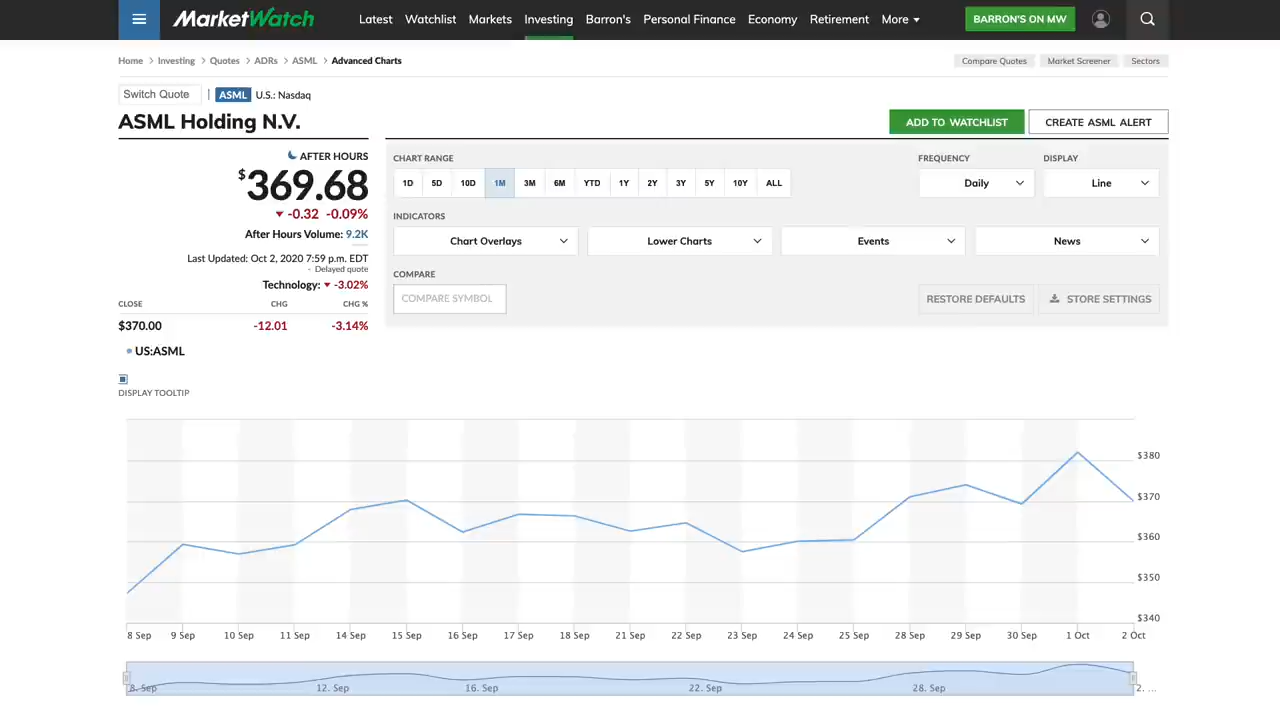 MarketWatch Latest Watchlist Markets Investing Barron's Personal Finance Economy Retirement More BARRON'S ON MW
Home > Investing > Quotes > ADRs > ASML > Advanced Charts Compare Quotes Market Screener Sectors
Switch Quote | ASML U.S.: Nasdaq
ASML Holding N.V. ADD TO WATCHLIST CREATE ASML ALERT
AFTER HOURS
$369.68
-0.32 -0.09%
After Hours Volume: 9.2K
Last Updated: Oct 2, 2020 7:59 p.m. EDT
- Delayed quote
Technology: -3.02%
CLOSE CHG CHG %
$370.00 -12.01 -3.14%
US:ASML
CHART RANGE FREQUENCY DISPLAY
1D 5D 10D 1M 3M 6M YTD 1Y 2Y 3Y 5Y 10Y ALL Daily Line
INDICATORS
Chart Overlays Lower Charts Events News
COMPARE
COMPARE SYMBOL RESTORE DEFAULTS STORE SETTINGS
DISPLAY TOOLTIP
$380
$370
$360
$350
$340
8 Sep 9 Sep 10 Sep 11 Sep 14 Sep 15 Sep 16 Sep 17 Sep 18 Sep 21 Sep 22 Sep 23 Sep 24 Sep 25 Sep 28 Sep 29 Sep 30 Sep 1 Oct 2 Oct
8. Sep 12. Sep 16. Sep 22. Sep 28. Sep 2. ...